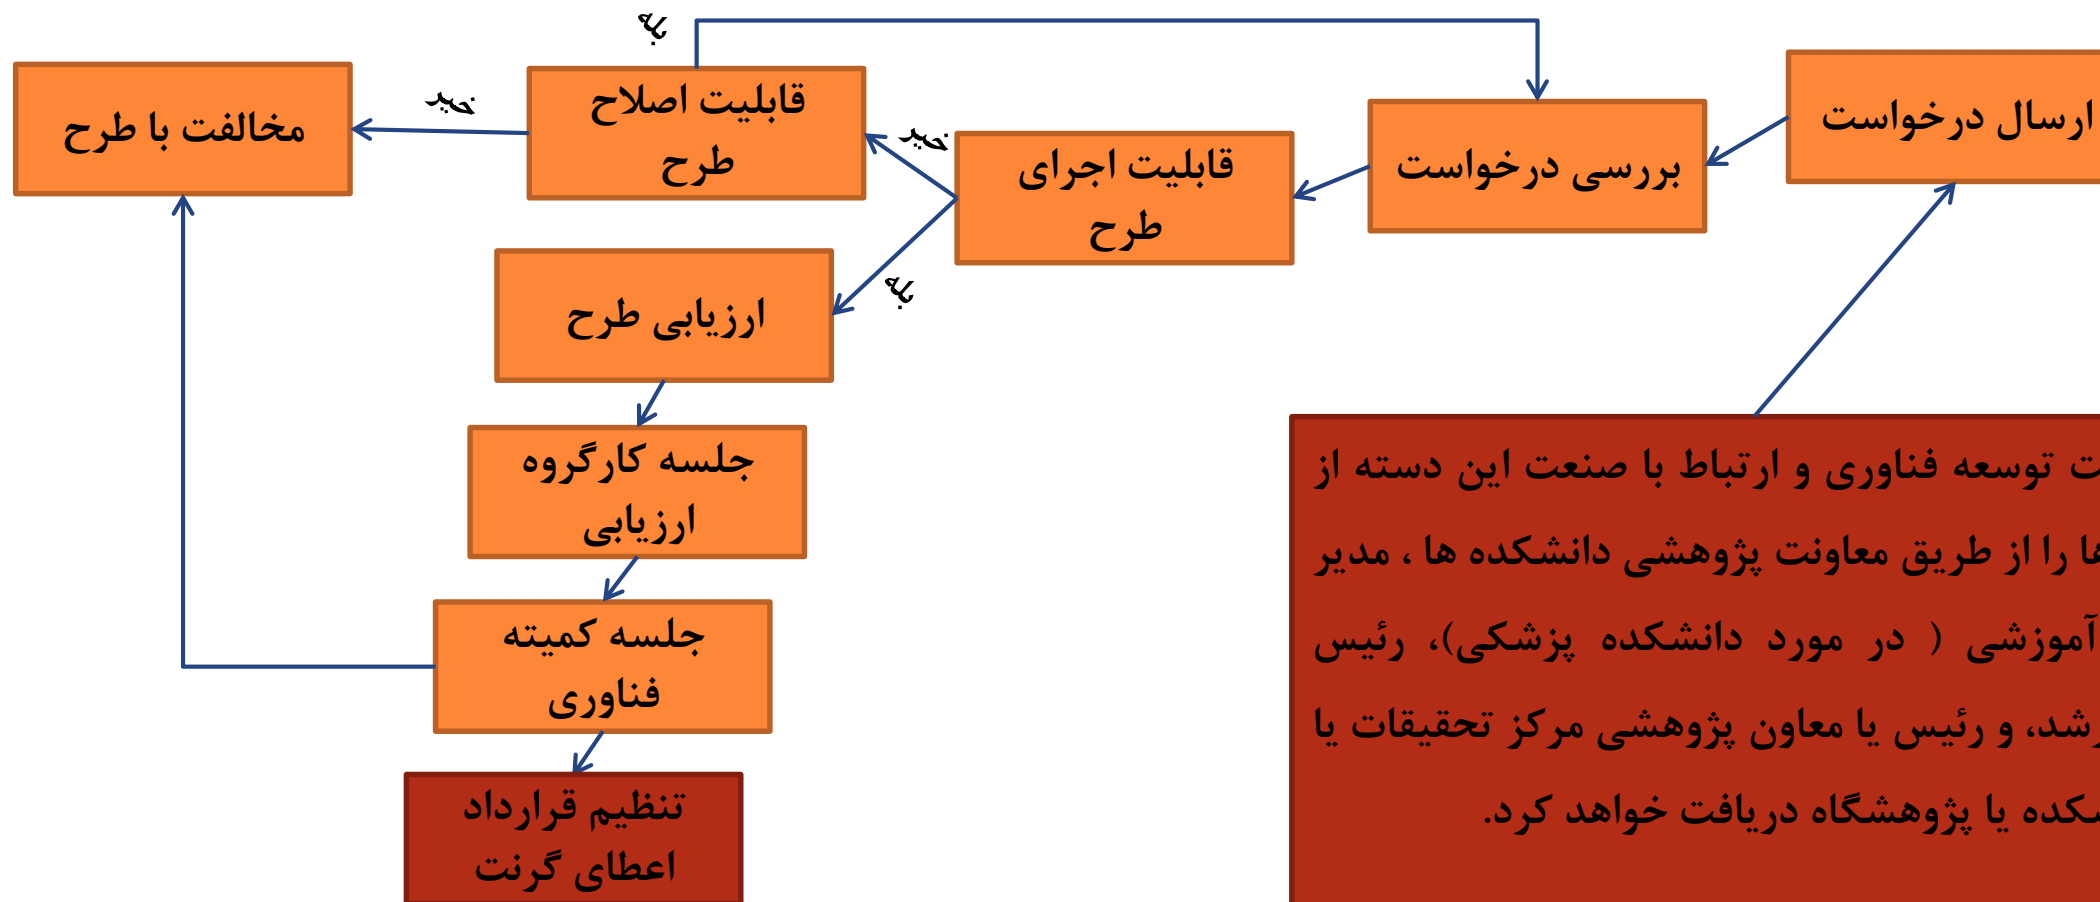 ارسال درخواست
بررسی درخواست
قابلیت اجرای
طرح
خیر
بله
قابلیت اصلاح
طرح
بله
خیر
مخالفت با طرح
ارزیابی طرح
جلسه کارگروه
ارزیابی
جلسه کمیته
فناوری
تنظیم قرارداد
اعطای گرنت
توسعه فناوری و ارتباط با صنعت این دسته از
را از طریق معاونت پژوهشی دانشکده ها ، مدیر
آموزشی ( در مورد دانشکده پزشکی)، رئیس
رشد، و رئیس یا معاون پژوهشی مرکز تحقیقات یا
یا پژوهشگاه دریافت خواهد کرد.